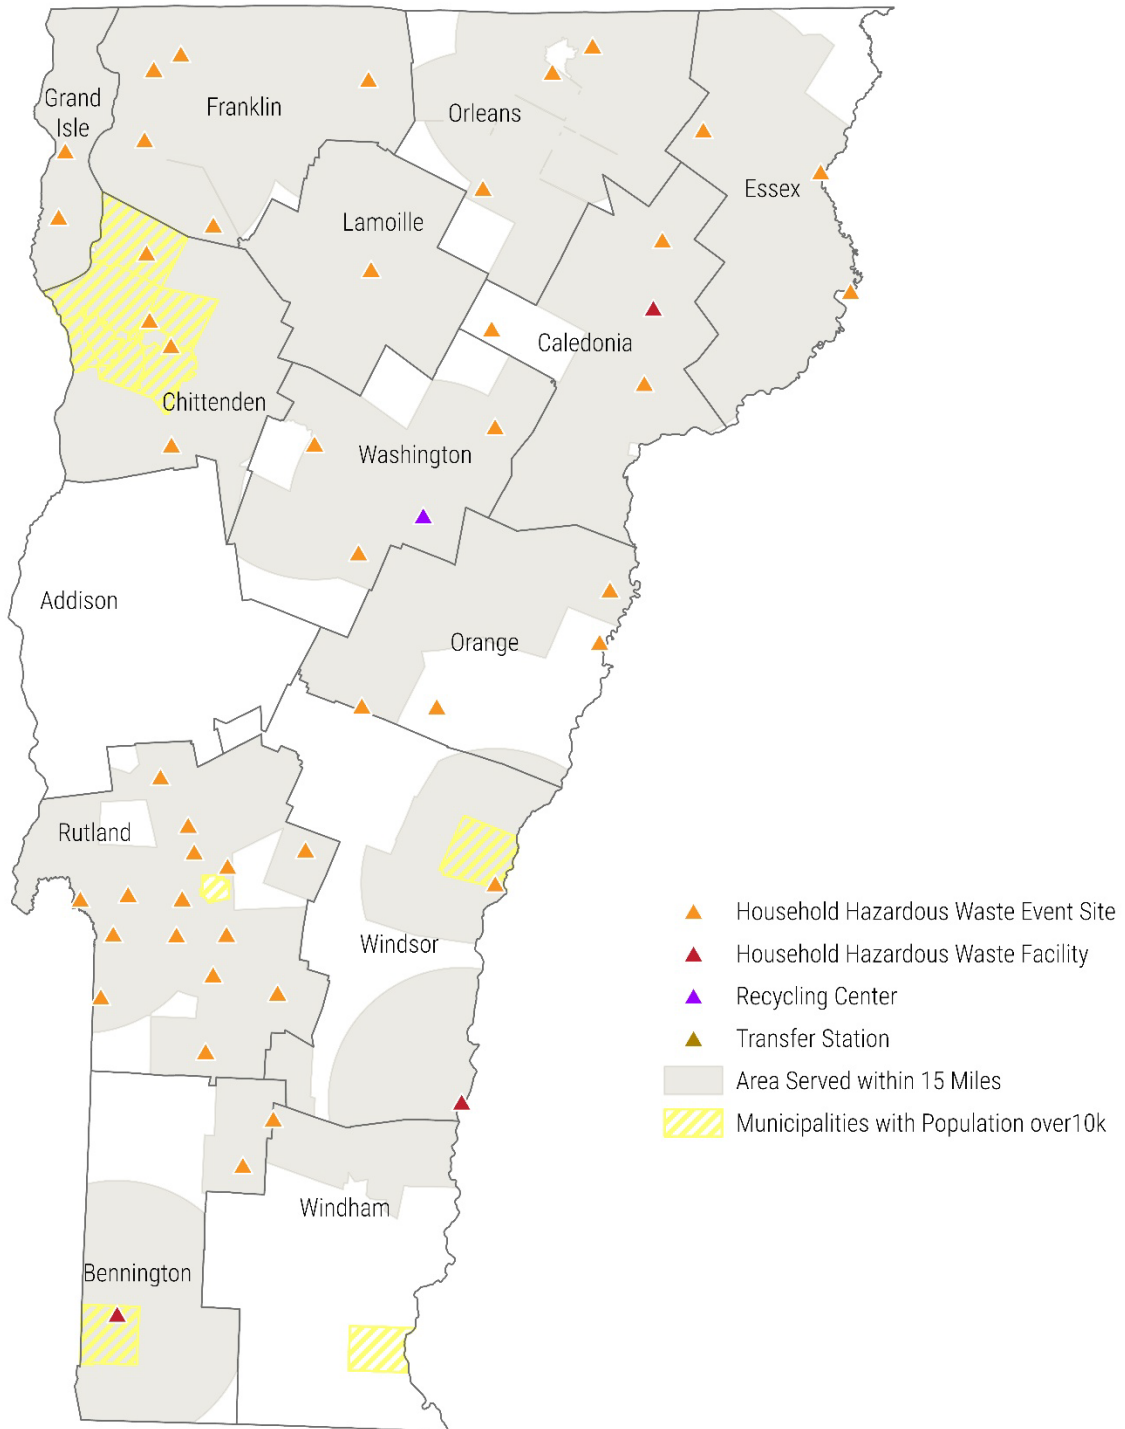 Grand
Isle
Franklin
Orleans
Essex
Lamoille
Caledonia
Chittenden
Washington
Addison
Orange
Rutland
Windsor
Windham
Bennington
Household Hazardous Waste Event Site
Household Hazardous Waste Facility
Recycling Center
Transfer Station
Area Served within 15 Miles
Municipalities with Population over10k